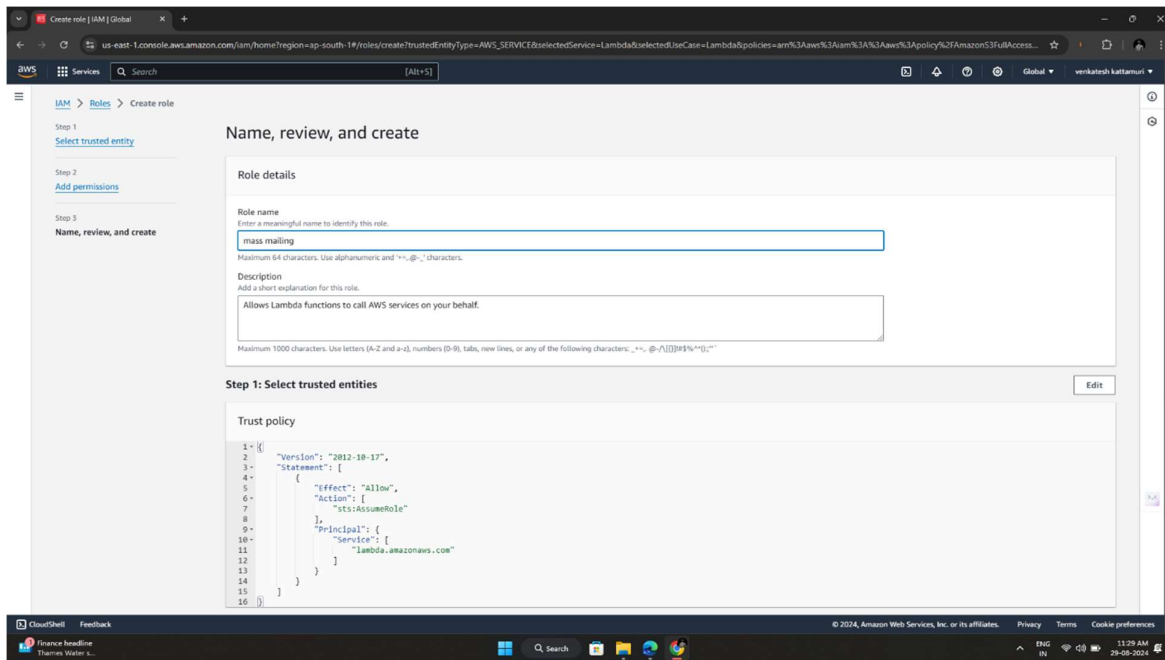 Create role | IAM | Global
us-east-1.console.aws.amazon.com/iam/home?region=ap-south-1#/roles/create?trustedEntityType=AWS_SERVICE&selectedService=Lambda&selectedUseCase=Lambda&policies=arn%3Aaws%3Aiam%3A%3Aaws%3Apolicy%2FAmazonS3FullAccess...
aws
Services
Search
[Alt+S]
Global
venkatesh kattamuri
IAM > Roles > Create role
Step 1
Select trusted entity
Step 2
Add permissions
Step 3
Name, review, and create
Name, review, and create
Role details
Role name
Enter a meaningful name to identify this role.
mass mailing
Maximum 64 characters. Use alphanumeric and '+=,.@-_' characters.
Description
Add a short explanation for this role.
Allows Lambda functions to call AWS services on your behalf.
Maximum 1000 characters. Use letters (A-Z and a-z), numbers (0-9), tabs, new lines, or any of the following characters:
Step 1: Select trusted entities
Edit
Trust policy
1 {
2 "Version": "2012-10-17",
3 "Statement": [
4 {
5 "Effect": "Allow",
6 "Action": [
7 "sts:AssumeRole"
8 ],
9 "Principal": {
10 "Service": [
11 "lambda.amazonaws.com"
12 ]
13 }
14 }
15 ]
16 }
CloudShell Feedback
© 2024, Amazon Web Services, Inc. or its affiliates. Privacy Terms Cookie preferences
Finance headline
Thames Water s...
Search
ENG
IN
11:29 AM
29-08-2024